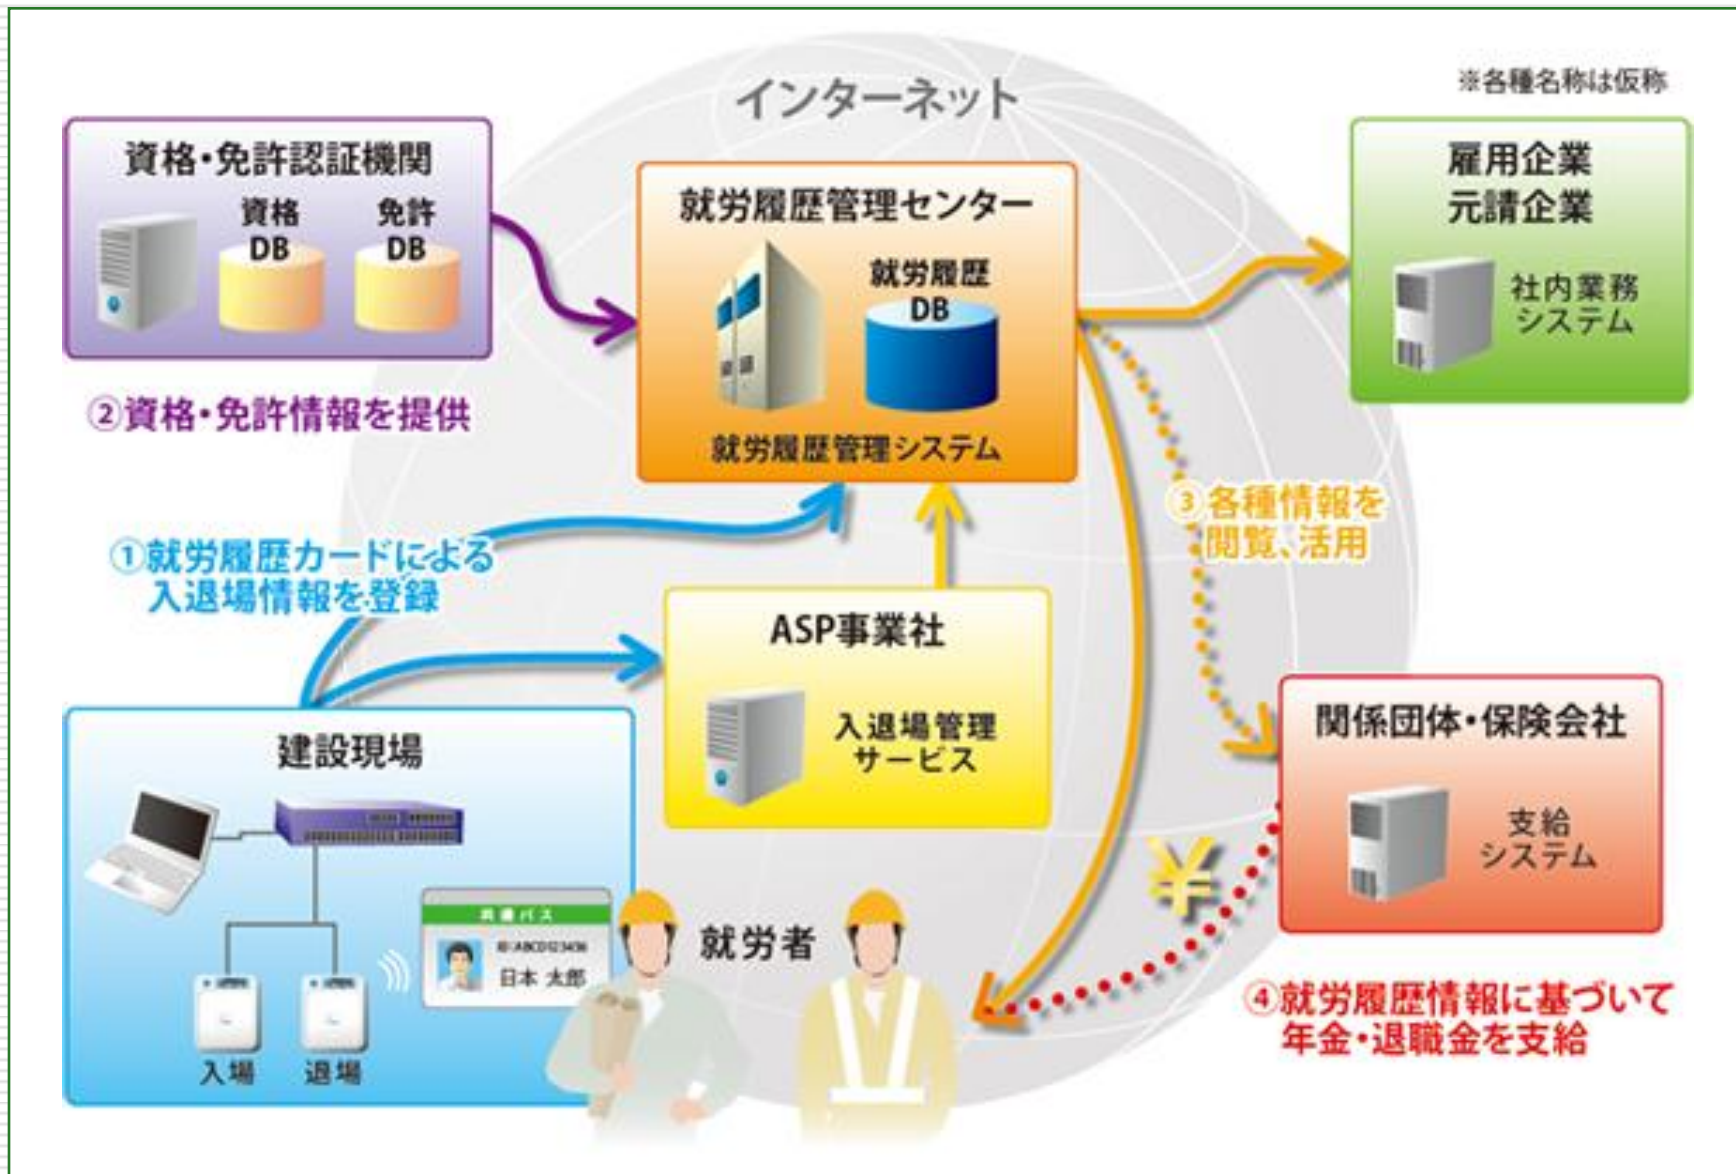 インターネット
※各種名称は仮称
資格・免許認証機関
資格
DB
免許
DB
②資格・免許情報を提供
就労履歴管理センター
就労履歴
DB
就労履歴管理システム
雇用企業
元請企業
社内業務
システム
①就労履歴カードによる
入退場情報を登録
③各種情報を
閲覧、活用
ASP事業社
入退場管理
サービス
建設現場
共通パス
ID:ABCD123456
日本 太郎
入場
退場
就労者
¥
関係団体・保険会社
支給
システム
④就労履歴情報に基づいて
年金・退職金を支給